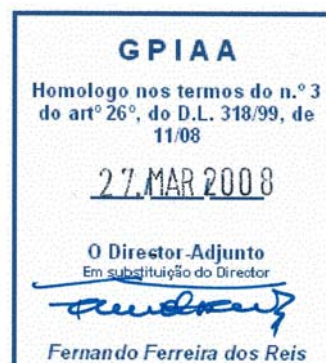 GPIAA
Homologo nos termos do n.º 3
do artº 26º, do D.L. 318/99, de
11/08
27.MAR 2008
O Director-Adjunto
Em substituição do Director
Fernando Ferreira dos Reis